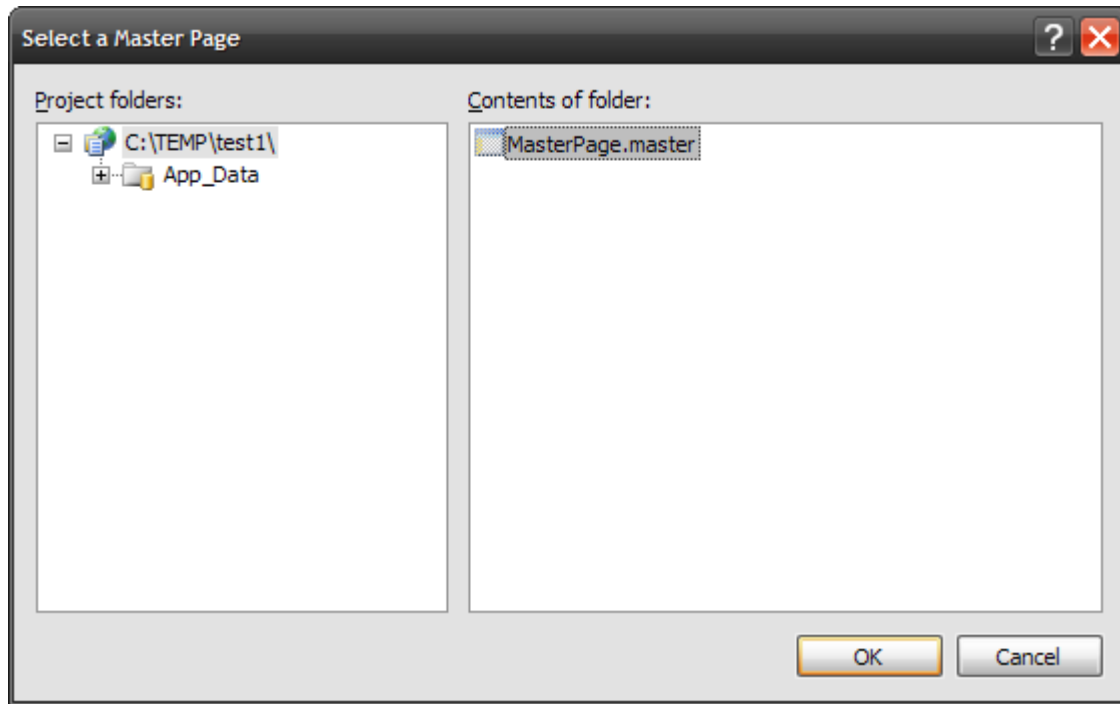 Select a Master Page
Project folders:
Contents of folder:
C:\TEMP\test1\
App_Data
MasterPage.master
OK
Cancel